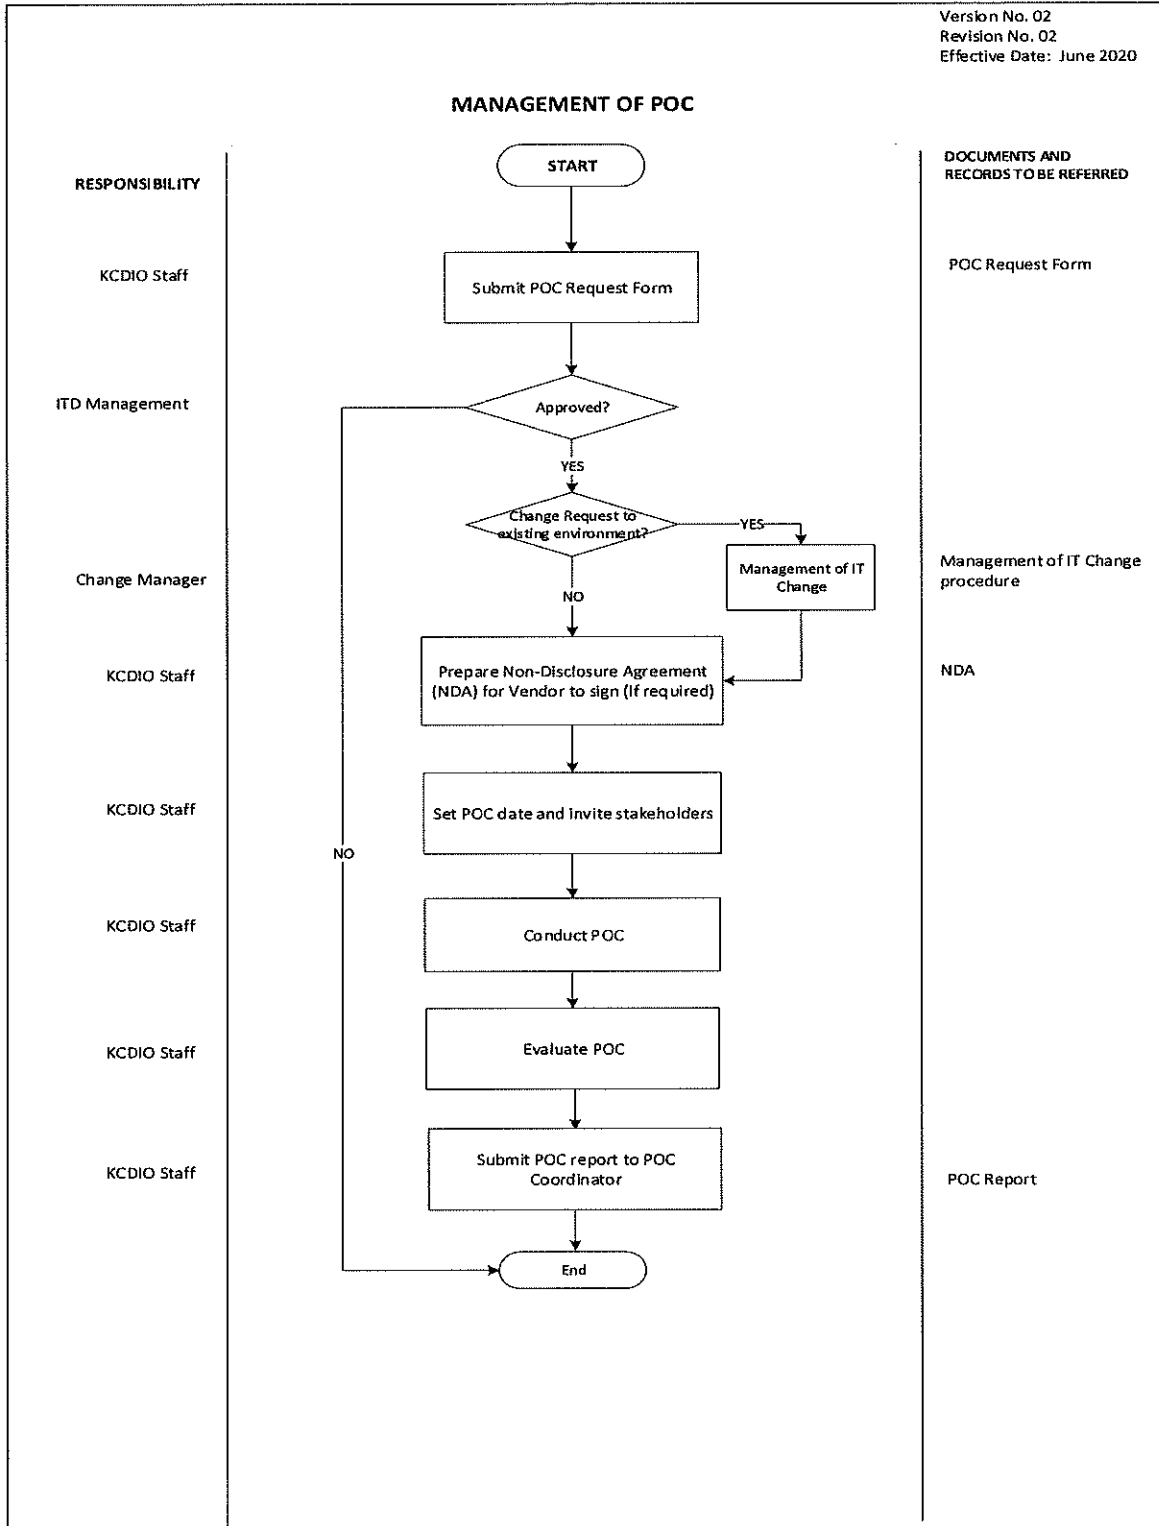 Version No. 02
Revision No. 02
Effective Date: June 2020
MANAGEMENT OF POC
RESPONSIBILITY
START
DOCUMENTS AND
RECORDS TO BE REFERRED
KCDIO Staff
Submit POC Request Form
POC Request Form
ITD Management
Approved?
YES
Change Request to
existing environment?
YES
Change Manager
Management of IT
Change
Management of IT Change
procedure
NO
KCDIO Staff
Prepare Non-Disclosure Agreement
(NDA) for Vendor to sign (If required)
NDA
KCDIO Staff
Set POC date and invite stakeholders
NO
KCDIO Staff
Conduct POC
KCDIO Staff
Evaluate POC
KCDIO Staff
Submit POC report to POC
Coordinator
POC Report
End